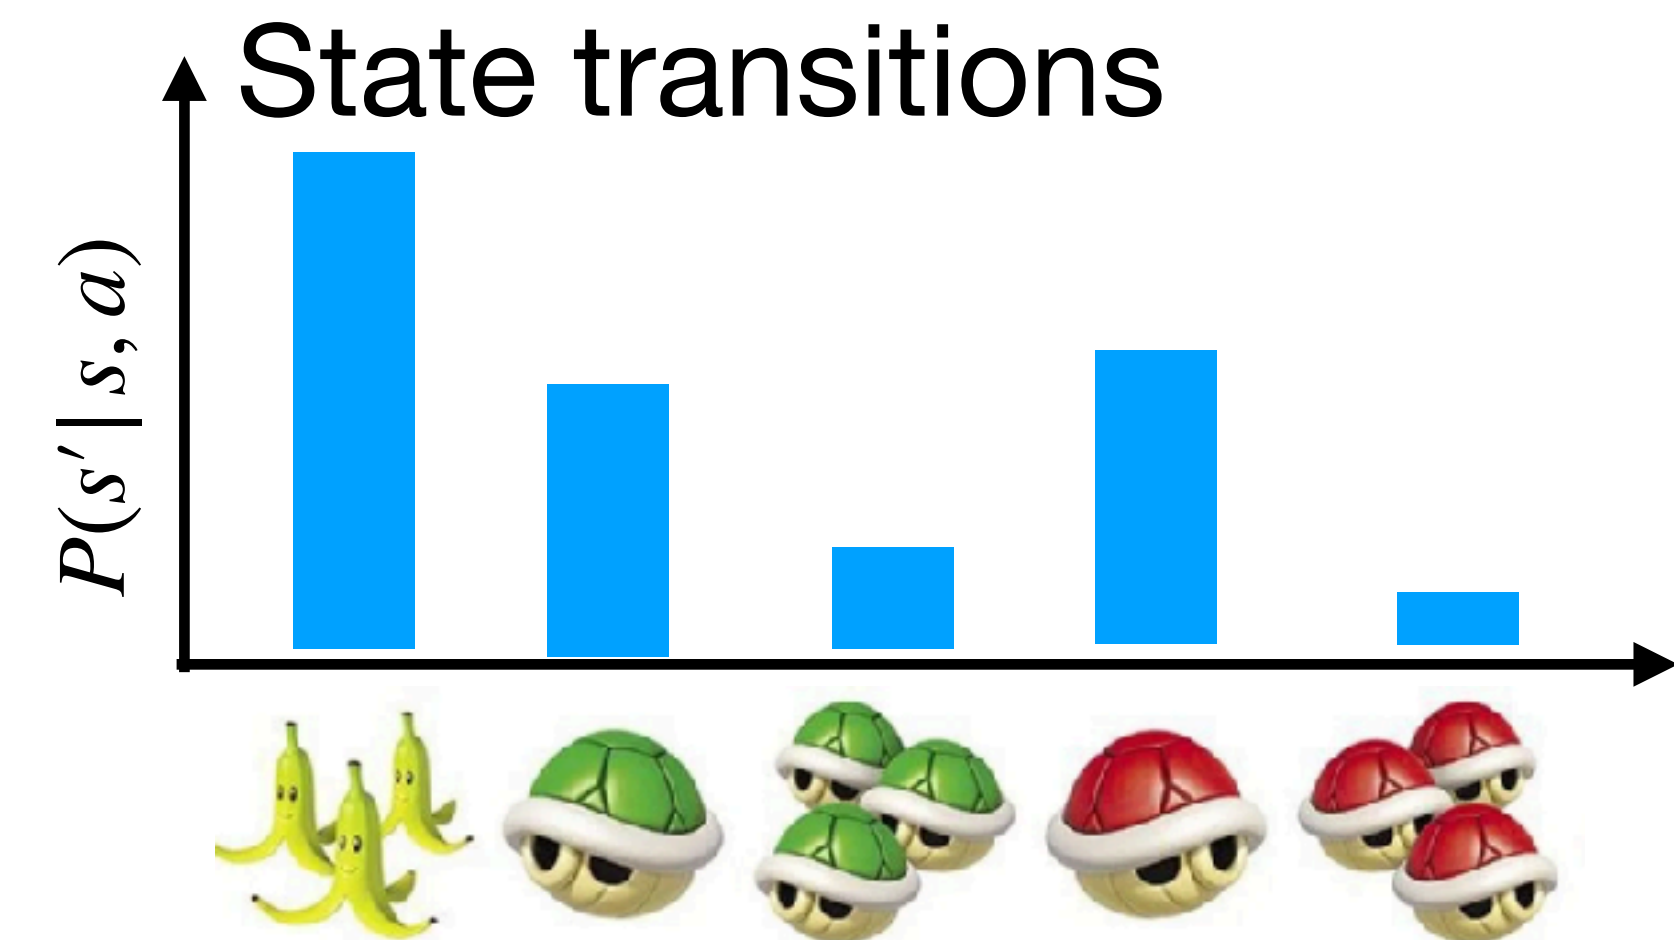 State transitions
P(s′ | s, a)